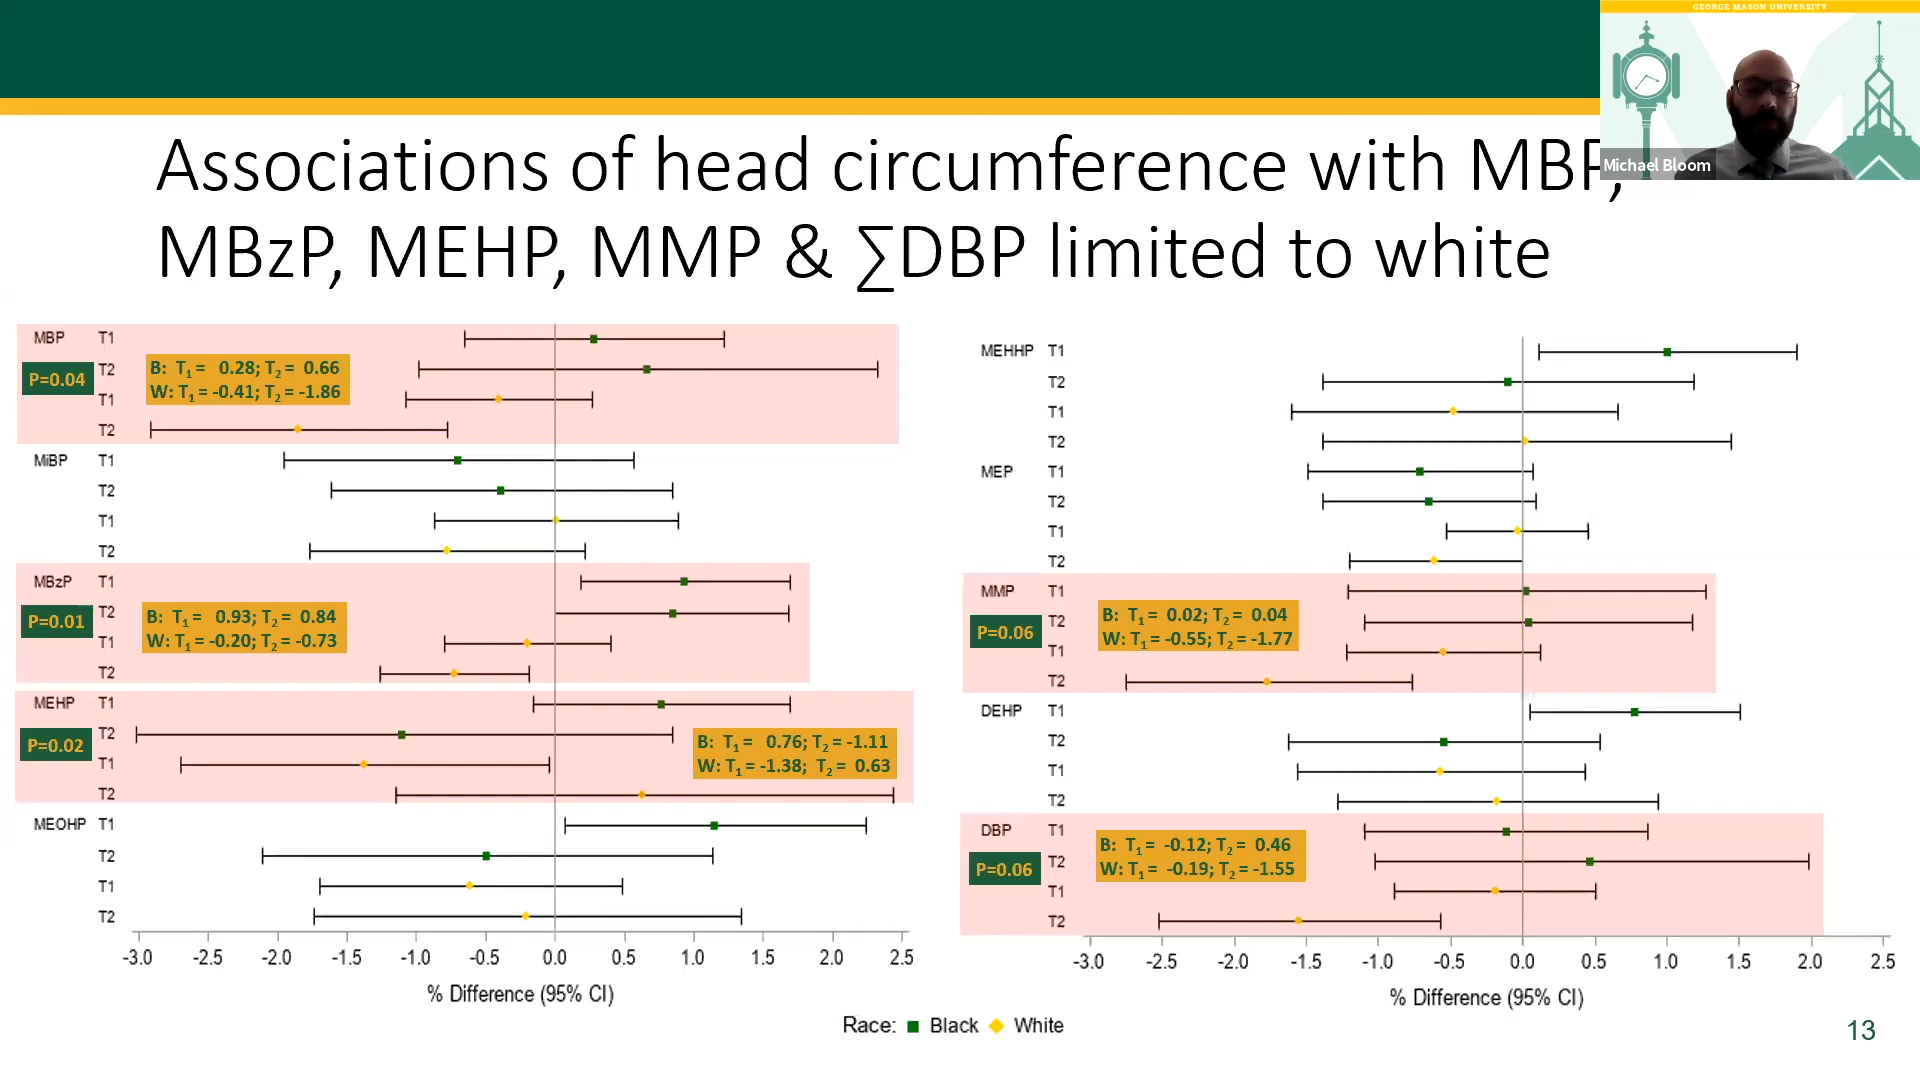 GEORGE MASON UNIVERSITY
Michael Bloom
Associations of head circumference with MBP,
MBzP, MEHP, MMP & ∑DBP limited to white
MBP T1
P=0.04
T2
T1
T2
B: T1 = 0.28; T2 = 0.66
W: T1 = -0.41; T2 = -1.86
MiBP T1
T2
T1
T2
MBzP T1
P=0.01
T2
T1
T2
B: T1 = 0.93; T2 = 0.84
W: T1 = -0.20; T2 = -0.73
MEHP T1
P=0.02
T2
T1
T2
B: T1 = 0.76; T2 = -1.11
W: T1 = -1.38; T2 = 0.63
MEOHP T1
T2
T1
T2
-3.0 -2.5 -2.0 -1.5 -1.0 -0.5 0.0 0.5 1.0 1.5 2.0 2.5
% Difference (95% CI)
MEHHP T1
T2
T1
T2
MEP T1
T2
T1
T2
MMP T1
P=0.06
T2
T1
T2
B: T1 = 0.02; T2 = 0.04
W: T1 = -0.55; T2 = -1.77
DEHP T1
T2
T1
T2
DBP T1
P=0.06
T2
T1
T2
B: T1 = -0.12; T2 = 0.46
W: T1 = -0.19; T2 = -1.55
-3.0 -2.5 -2.0 -1.5 -1.0 -0.5 0.0 0.5 1.0 1.5 2.0 2.5
% Difference (95% CI)
Race: Black White
13